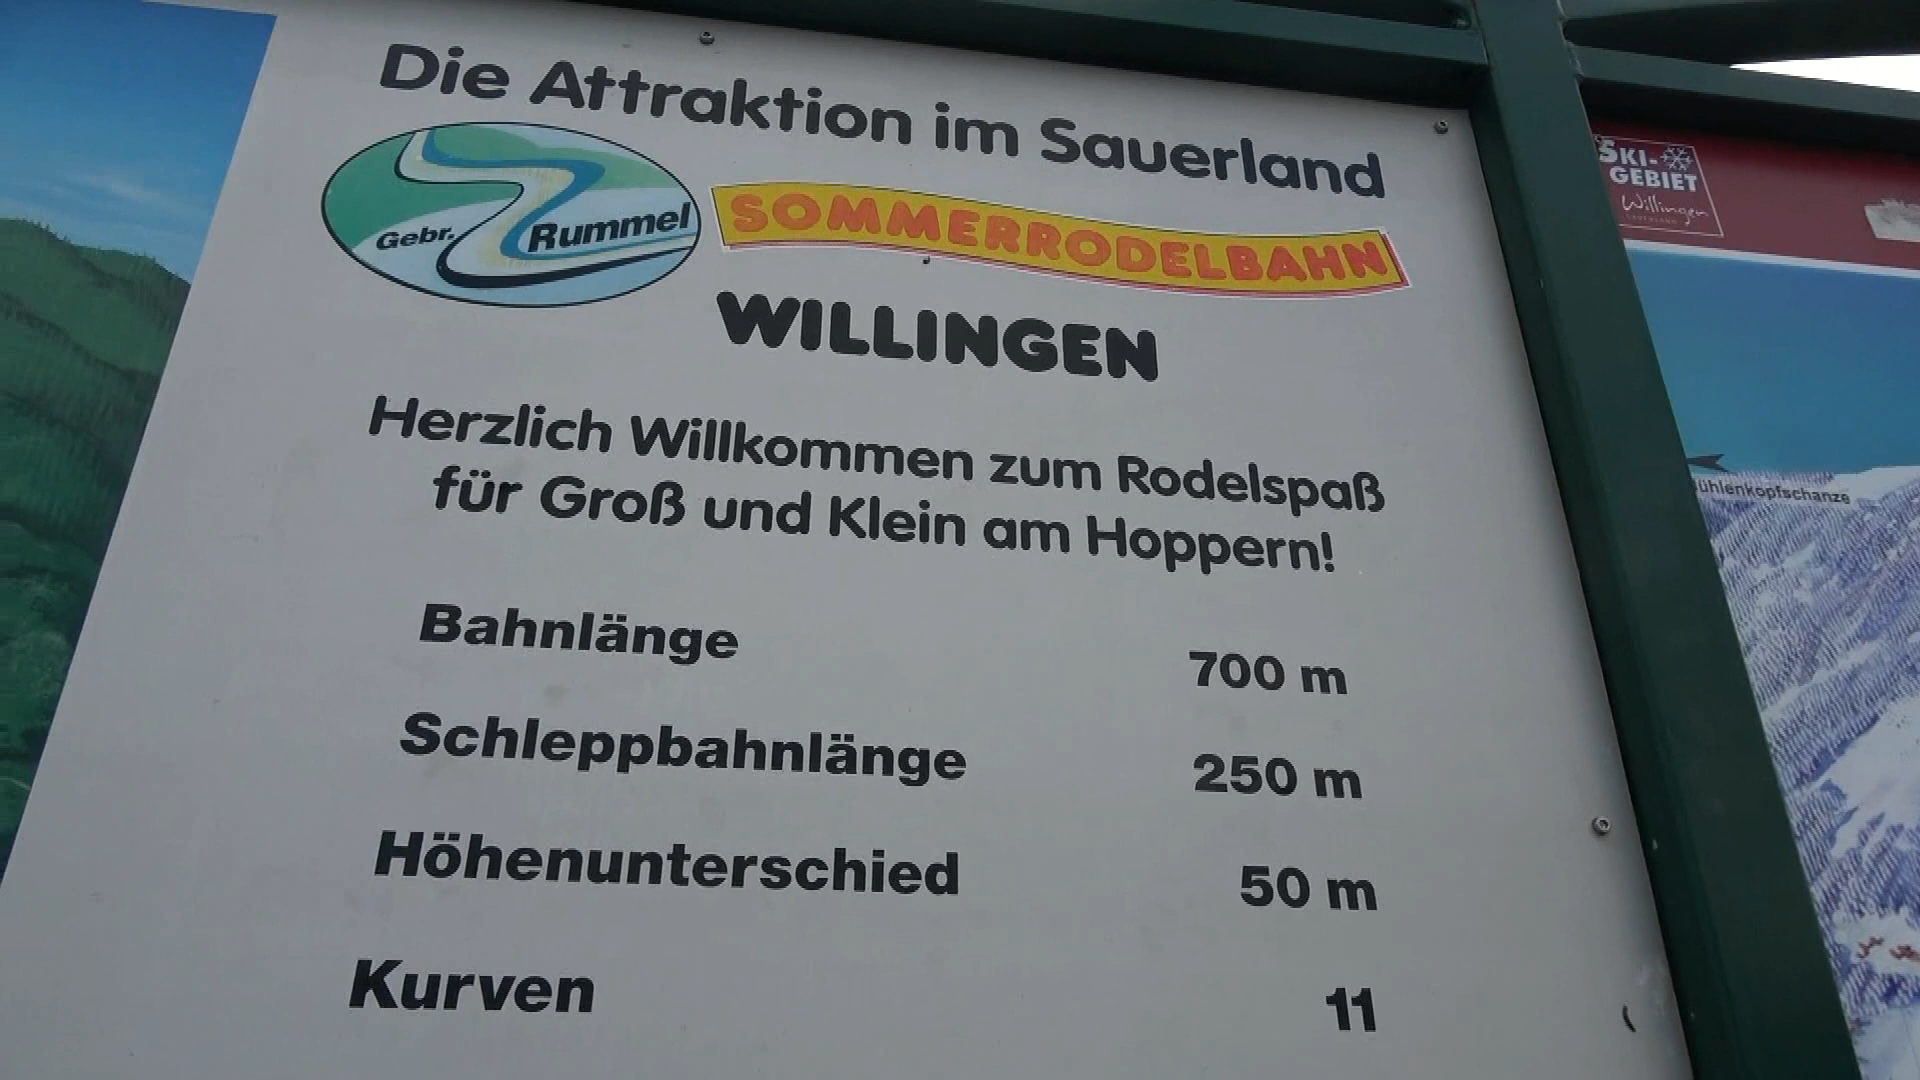 Die Attraktion im Sauerland
Gebr. Rummel
SOMMERRODELBAHN
WILLINGEN
Herzlich Willkommen zum Rodelspaß
für Groß und Klein am Hoppern!
Bahnlänge 700 m
Schleppbahnlänge 250 m
Höhenunterschied 50 m
Kurven 11
SKI-
GEBIET
Willingen
ühlenkopfschanze